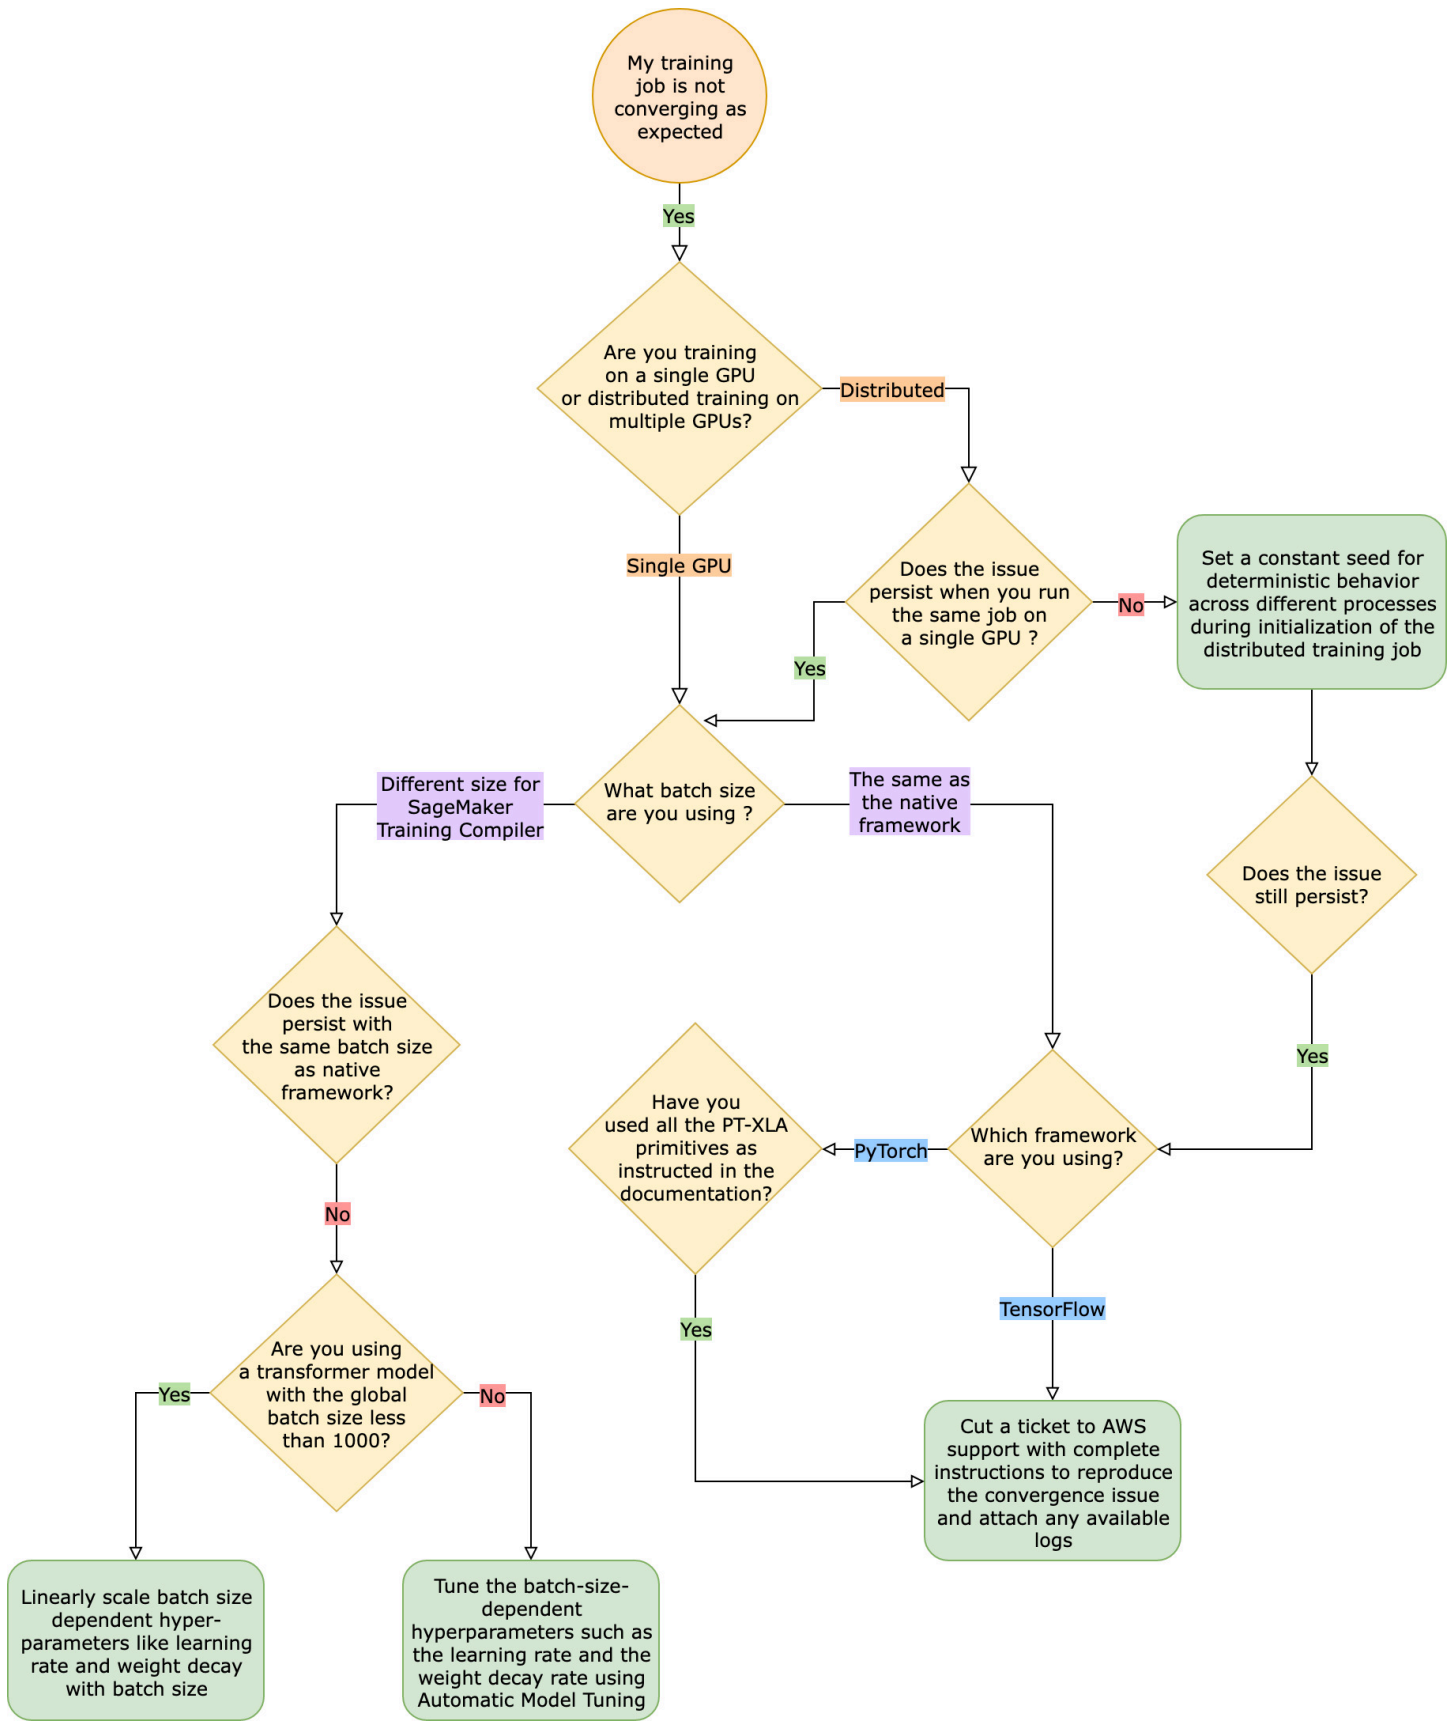 My training
job is not
converging as
expected
Yes
Are you training
on a single GPU
or distributed training on
multiple GPUs?
Distributed
Single GPU
Does the issue
persist when you run
the same job on
a single GPU ?
No
Set a constant seed for
deterministic behavior
across different processes
during initialization of the
distributed training job
Yes
What batch size
are you using ?
Different size for
SageMaker
Training Compiler
The same as
the native
framework
Does the issue
still persist?
Yes
Does the issue
persist with
the same batch size
as native
framework?
Which framework
are you using?
PyTorch
Have you
used all the PT-XLA
primitives as
instructed in the
documentation?
No
TensorFlow
Yes
Are you using
a transformer model
with the global
batch size less
than 1000?
Yes
No
Cut a ticket to AWS
support with complete
instructions to reproduce
the convergence issue
and attach any available
logs
Linearly scale batch size
dependent hyper-
parameters like learning
rate and weight decay
with batch size
Tune the batch-size-
dependent
hyperparameters such as
the learning rate and the
weight decay rate using
Automatic Model Tuning